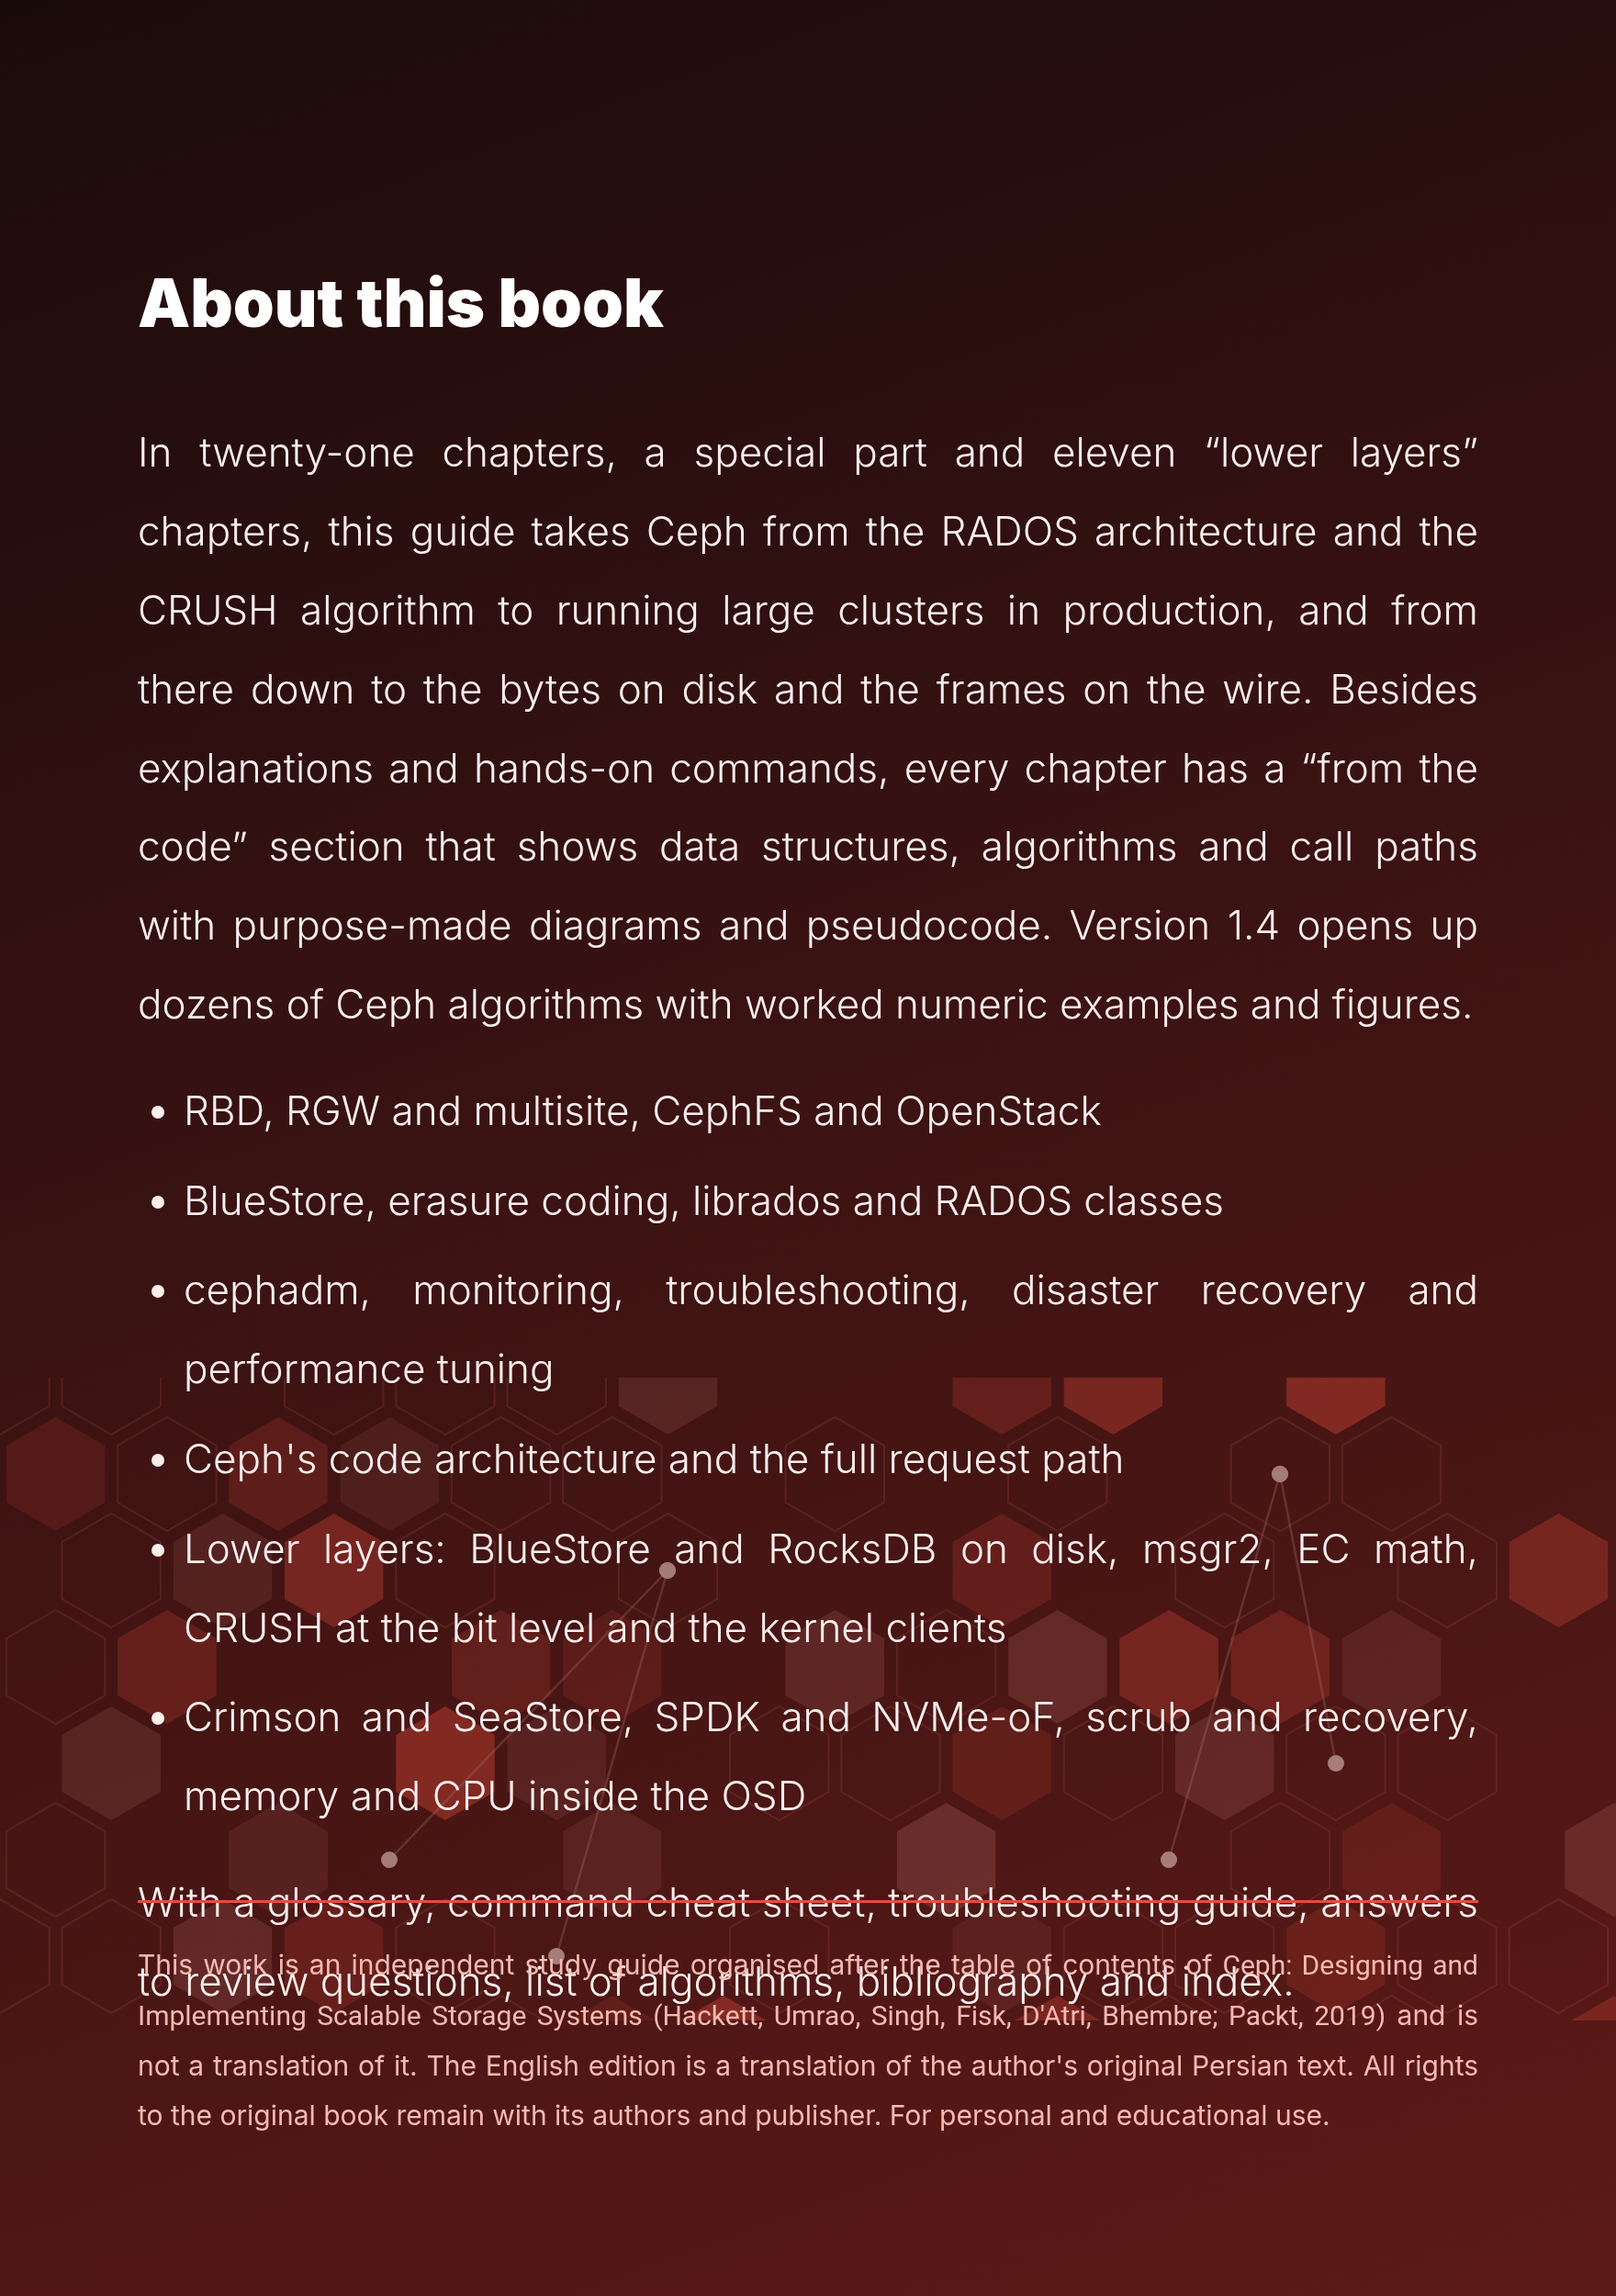 About this book
In twenty-one chapters, a special part and eleven “lower layers”
chapters, this guide takes Ceph from the RADOS architecture and the
CRUSH algorithm to running large clusters in production, and from
there down to the bytes on disk and the frames on the wire. Besides
explanations and hands-on commands, every chapter has a “from the
code” section that shows data structures, algorithms and call paths
with purpose-made diagrams and pseudocode. Version 1.4 opens up
dozens of Ceph algorithms with worked numeric examples and figures.
• RBD, RGW and multisite, CephFS and OpenStack
• BlueStore, erasure coding, librados and RADOS classes
• cephadm, monitoring, troubleshooting, disaster recovery and
performance tuning
• Ceph's code architecture and the full request path
• Lower layers: BlueStore and RocksDB on disk, msgr2, EC math,
CRUSH at the bit level and the kernel clients
• Crimson and SeaStore, SPDK and NVMe-oF, scrub and recovery,
memory and CPU inside the OSD
With a glossary, command cheat sheet, troubleshooting guide, answers
to review questions, list of algorithms, bibliography and index.
This work is an independent study guide organised after the table of contents of Ceph: Designing and
Implementing Scalable Storage Systems (Hackett, Umrao, Singh, Fisk, D'Atri, Bhembre; Packt, 2019) and is
not a translation of it. The English edition is a translation of the author's original Persian text. All rights
to the original book remain with its authors and publisher. For personal and educational use.